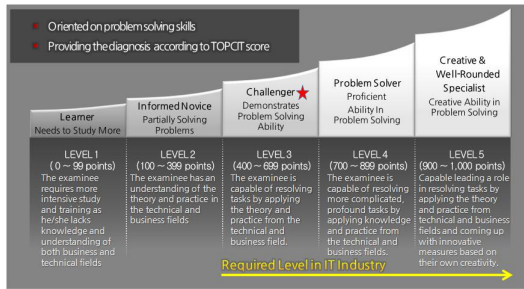 Oriented on problem solving skills
Providing the diagnosis according to TOPCIT score
Learner
Needs to Study More
Informed Novice
Partially Solving
Problems
Challenger
Demonstrates
Problem Solving
Ability
Problem Solver
Proficient
Ability In
Problem Solving
Creative &
Well-Rounded
Specialist
Creative Ability in
Problem Solving
LEVEL 1
( 0 ~ 99 points)
The examinee
requires more
intensive study
and training as
he/she lacks
knowledge and
understanding of
both business and
technical fields
LEVEL 2
(100 ~ 399 points)
The examinee has an
understanding of the
theory and practice in
the technical and
business fields
LEVEL 3
(400 ~ 699 points)
The examinee is
capable of resolving
tasks by applying
the theory and
practice from the
technical and
business field.
LEVEL 4
(700 ~ 899 points)
The examinee is
capable of resolving
more complicated,
profound tasks by
applying knowledge
and practice from
the technical and
business fields.
LEVEL 5
(900 ~ 1,000 points)
Capable leading a role
in resolving tasks by
applying the theory
and practice from
technical and business
fields and coming up
with innovative
measures based on
their own creativity.
Required Level in IT Industry